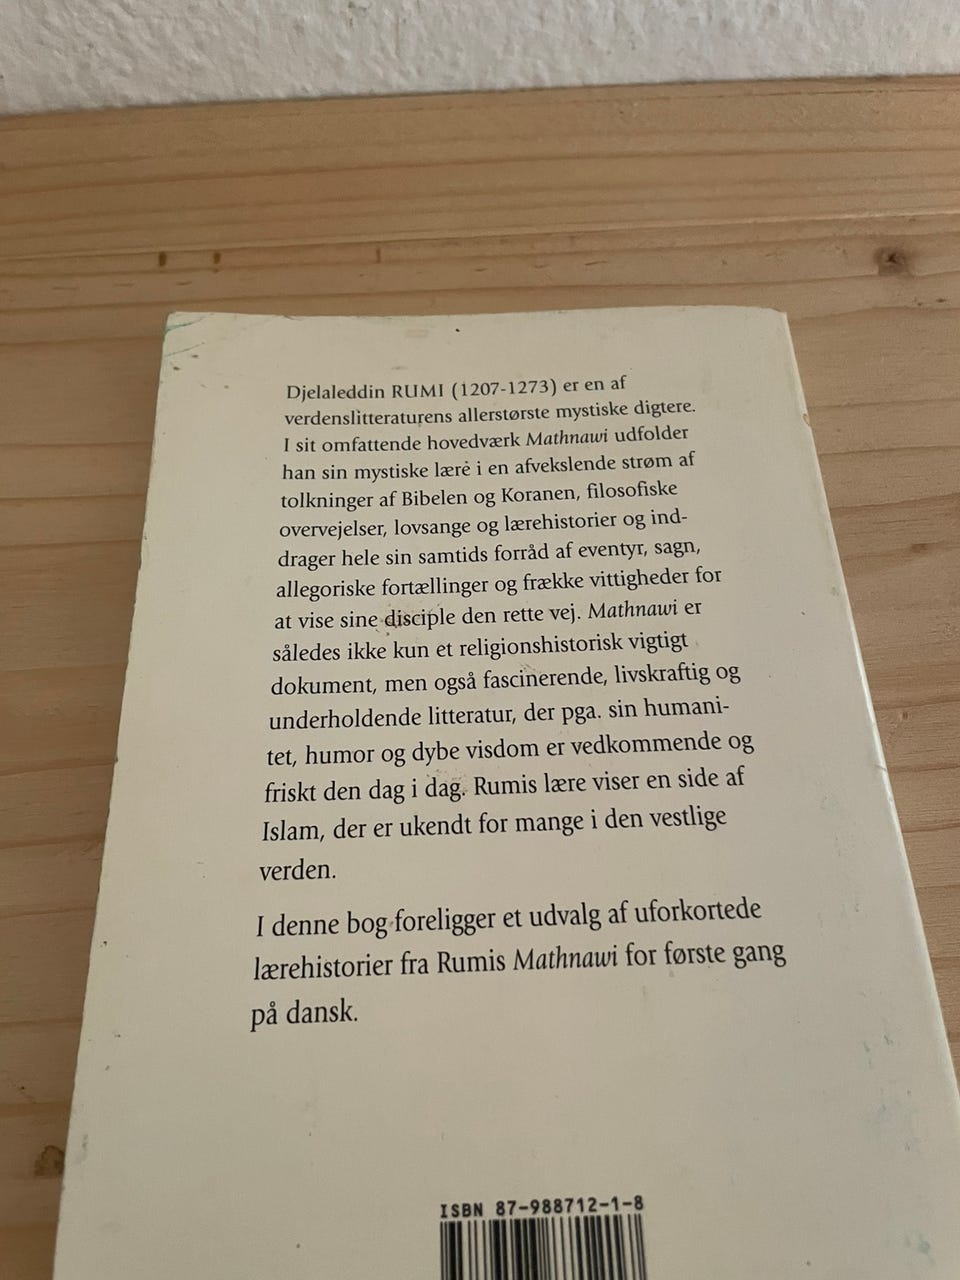 Djelaleddin RUMI (1207-1273) er en af
verdenslitteraturens allerstørste mystiske digtere.
I sit omfattende hovedværk Mathnawi udfolder
han sin mystiske lære i en afvekslende strøm af
tolkninger af Bibelen og Koranen, filosofiske
overvejelser, lovsange og lærehistorier og ind-
drager hele sin samtids forråd af eventyr, sagn,
allegoriske fortællinger og frække vittigheder for
at vise sine disciple den rette vej. Mathnawi er
således ikke kun et religionshistorisk vigtigt
dokument, men også fascinerende, livskraftig og
underholdende litteratur, der pga. sin humani-
tet, humor og dybe visdom er vedkommende og
friskt den dag i dag. Rumis lære viser en side af
Islam, der er ukendt for mange i den vestlige
verden.
I denne bog foreligger et udvalg af uforkortede
lærehistorier fra Rumis Mathnawi for første gang
på dansk.
ISBN 87-988712-1-8